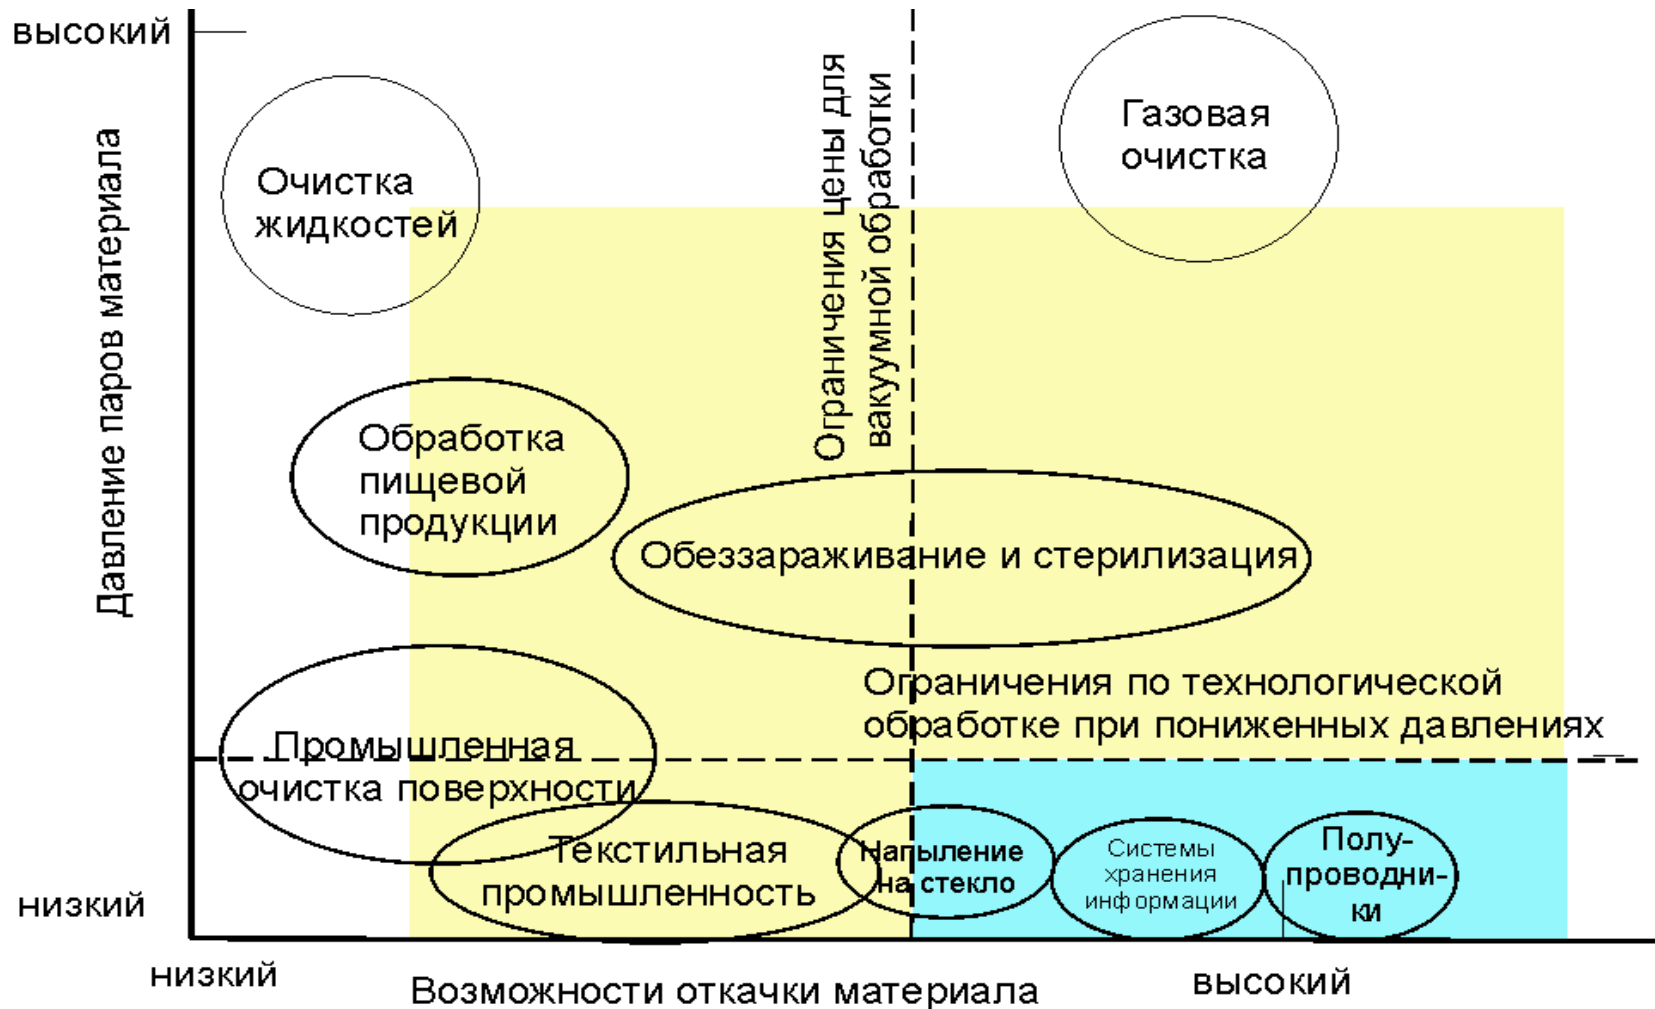 высокий
Давление паров материала
Очистка
жидкостей
Ограничения цены для
вакуумной обработки
Газовая
очистка
Обработка
пищевой
продукции
Обеззараживание и стерилизация
Ограничения по технологической
обработке при пониженных давлениях
Промышленная
очистка поверхности
Текстильная
промышленность
Напыление
на стекло
Системы
хранения
информации
Полу-
проводни-
ки
низкий
низкий
Возможности откачки материала
высокий